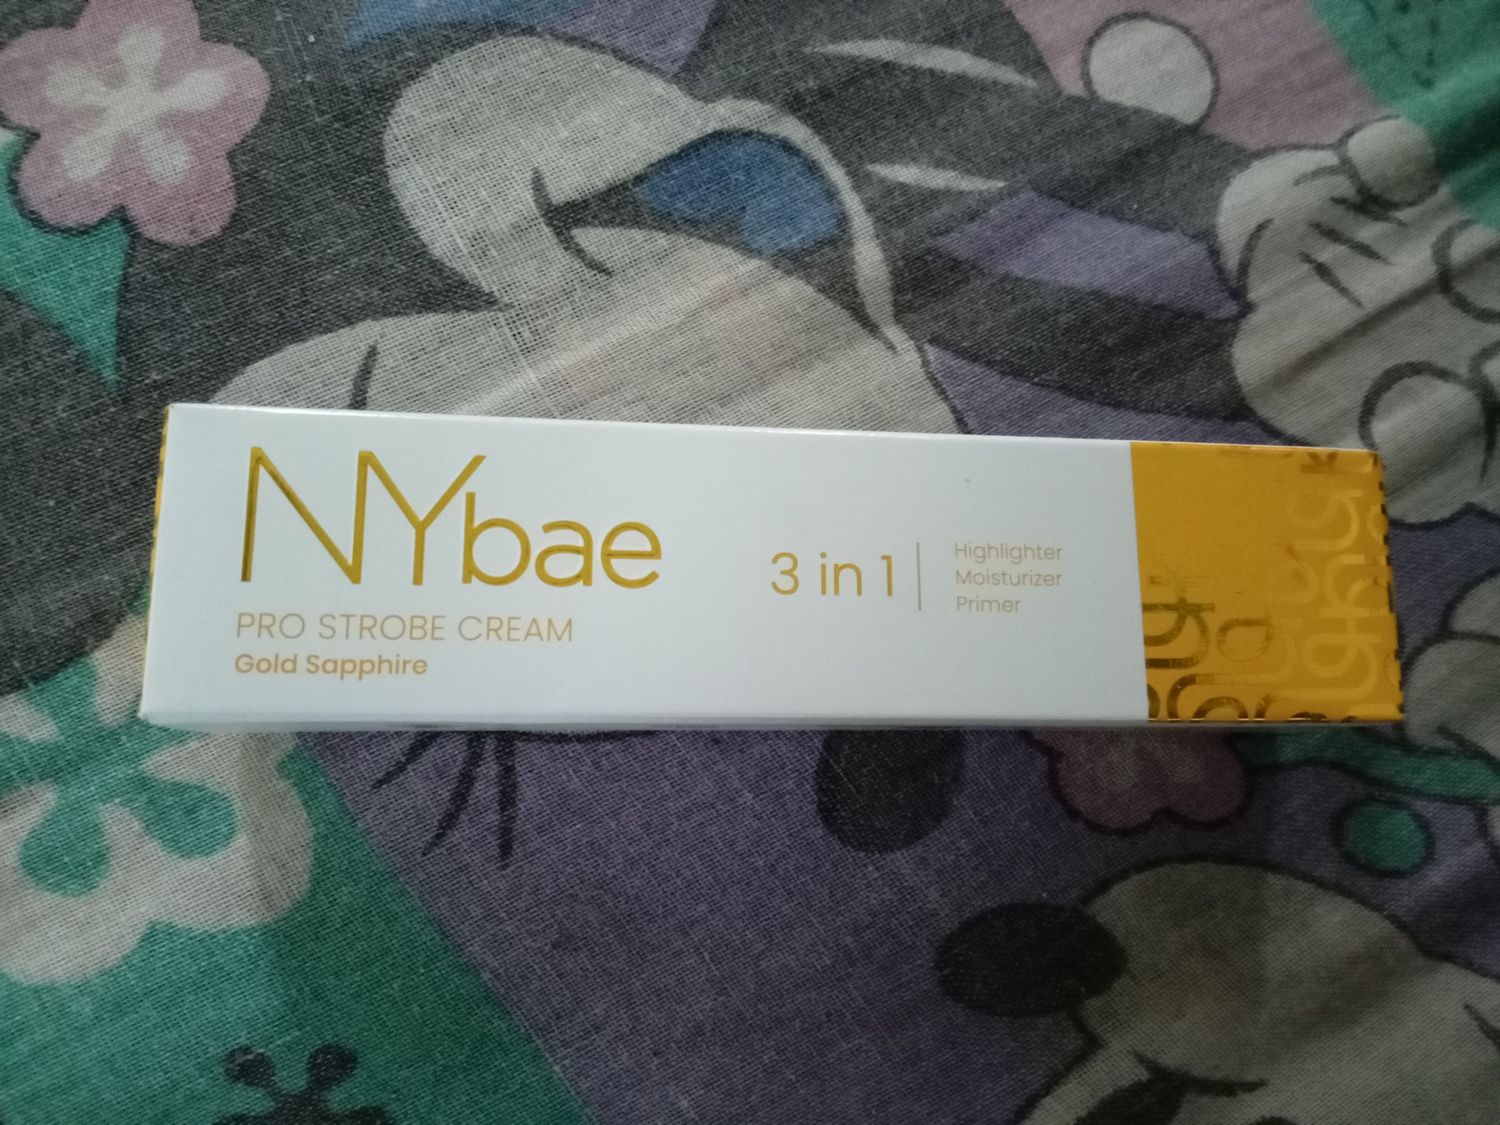 NYbae
PRO STROBE CREAM
Gold Sapphire
3 in 1
Highlighter
Moisturizer
Primer